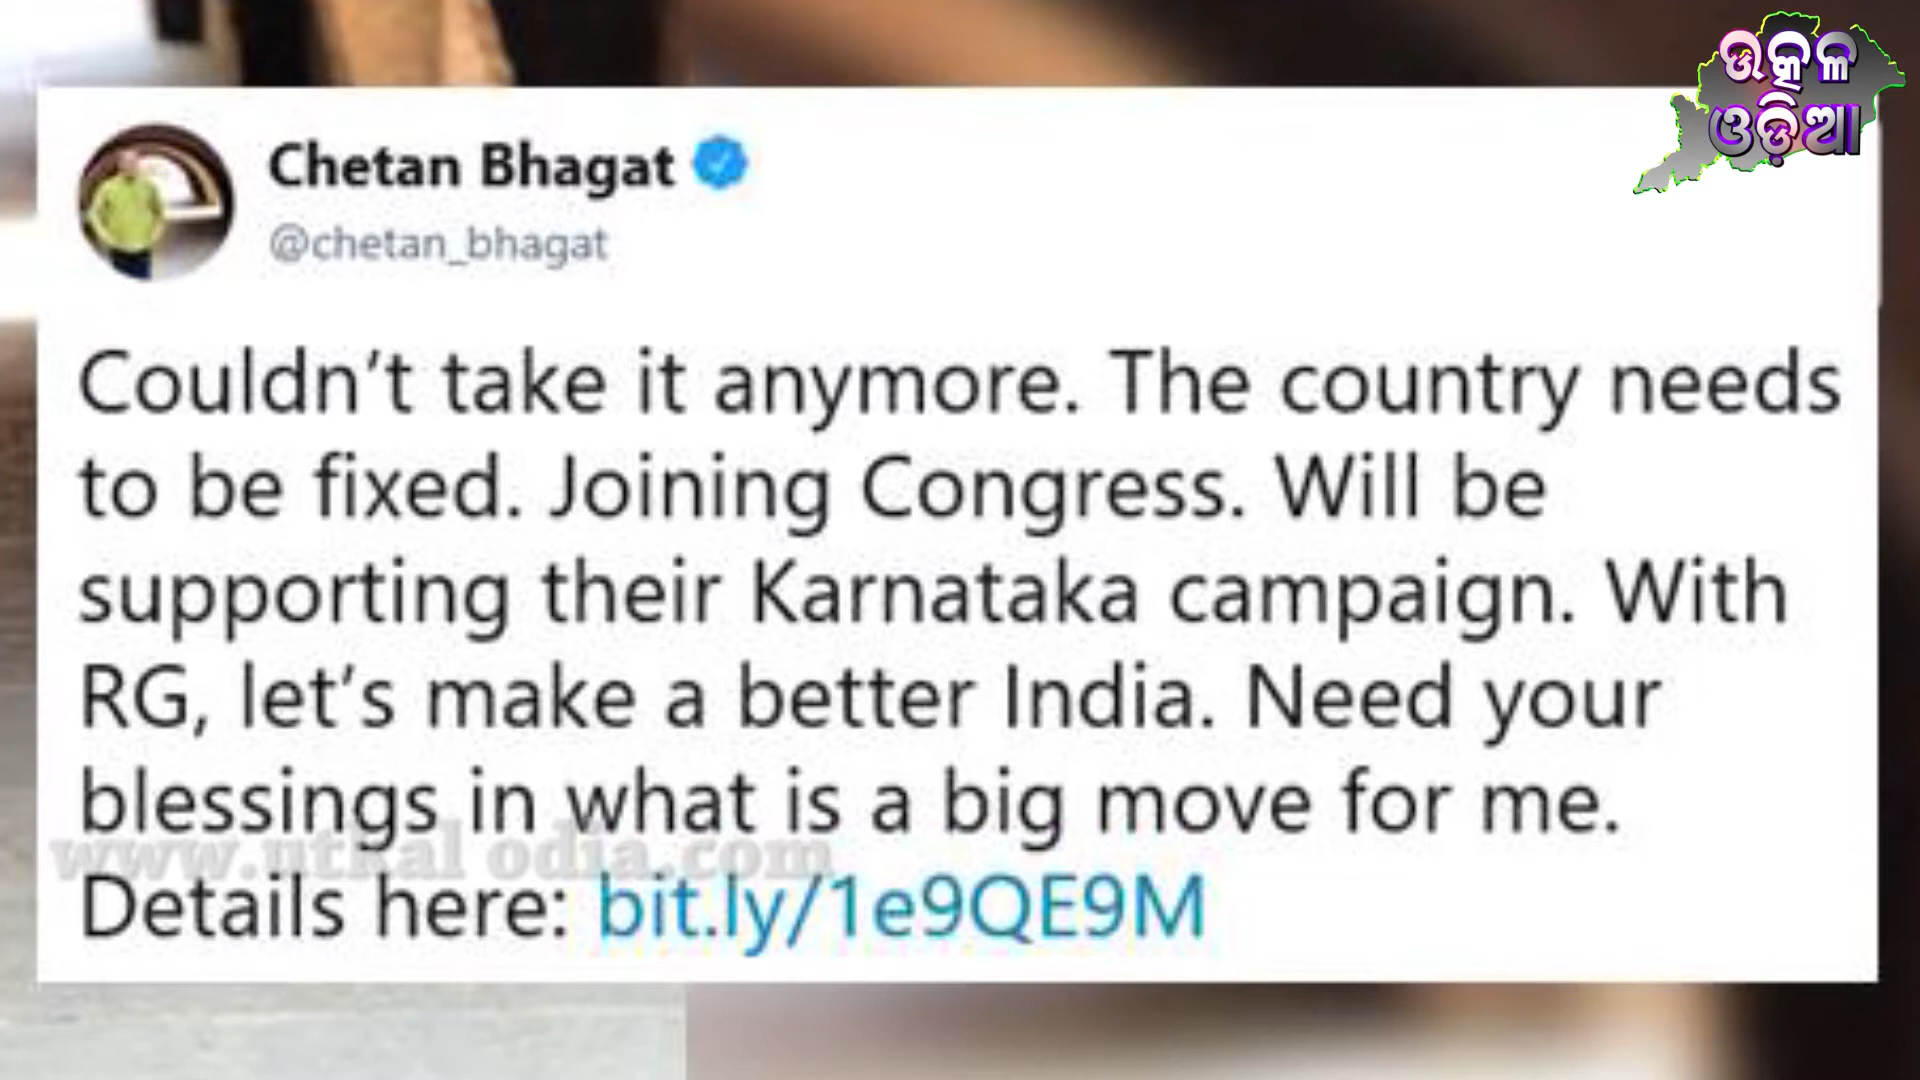 ଉତ୍କଳ
ଓଡ଼ିଆ
Chetan Bhagat
@chetan_bhagat
Couldn't take it anymore. The country needs
to be fixed. Joining Congress. Will be
supporting their Karnataka campaign. With
RG, let's make a better India. Need your
blessings in what is a big move for me.
www.utkal odia.com
Details here: bit.ly/1e9QE9M